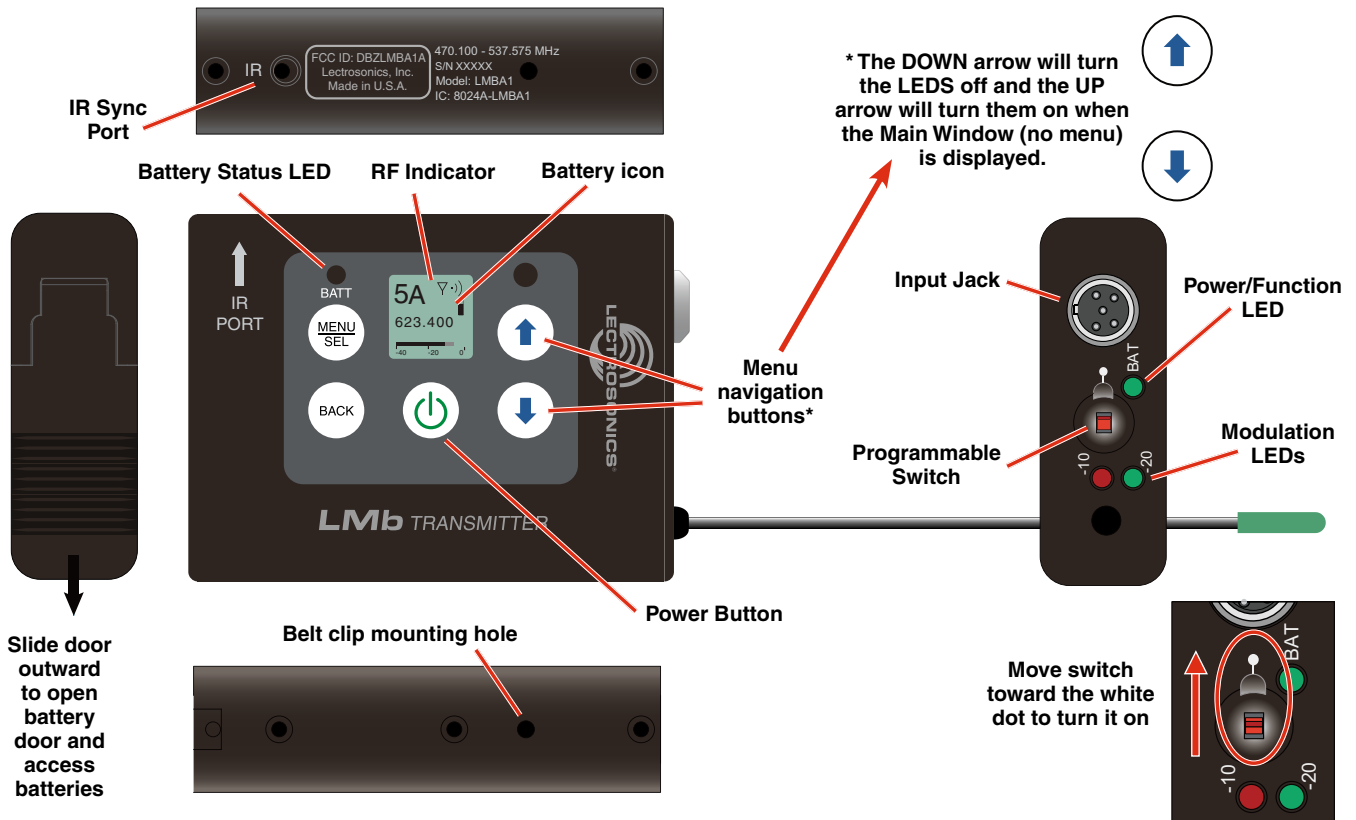 IR
FCC ID: DBZLMBA1A
Lectrosonics, Inc.
Made in U.S.A.
470.100 - 537.575 MHz
S/N XXXXX
Model: LMBA1
IC: 8024A-LMBA1
IR Sync
Port
* The DOWN arrow will turn
the LEDS off and the UP
arrow will turn them on when
the Main Window (no menu)
is displayed.
Battery Status LED
RF Indicator
Battery icon
IR
PORT
BATT
MENU
SEL
BACK
5A
623.400
-40 -20 0
LECTROSONICS®
LMb TRANSMITTER
Menu
navigation
buttons*
Input Jack
Power/Function
LED
BAT
Programmable
Switch
-10
-20
Modulation
LEDs
Power Button
Slide door
outward
to open
battery
door and
access
batteries
Belt clip mounting hole
Move switch
toward the white
dot to turn it on
BAT
-10
-20